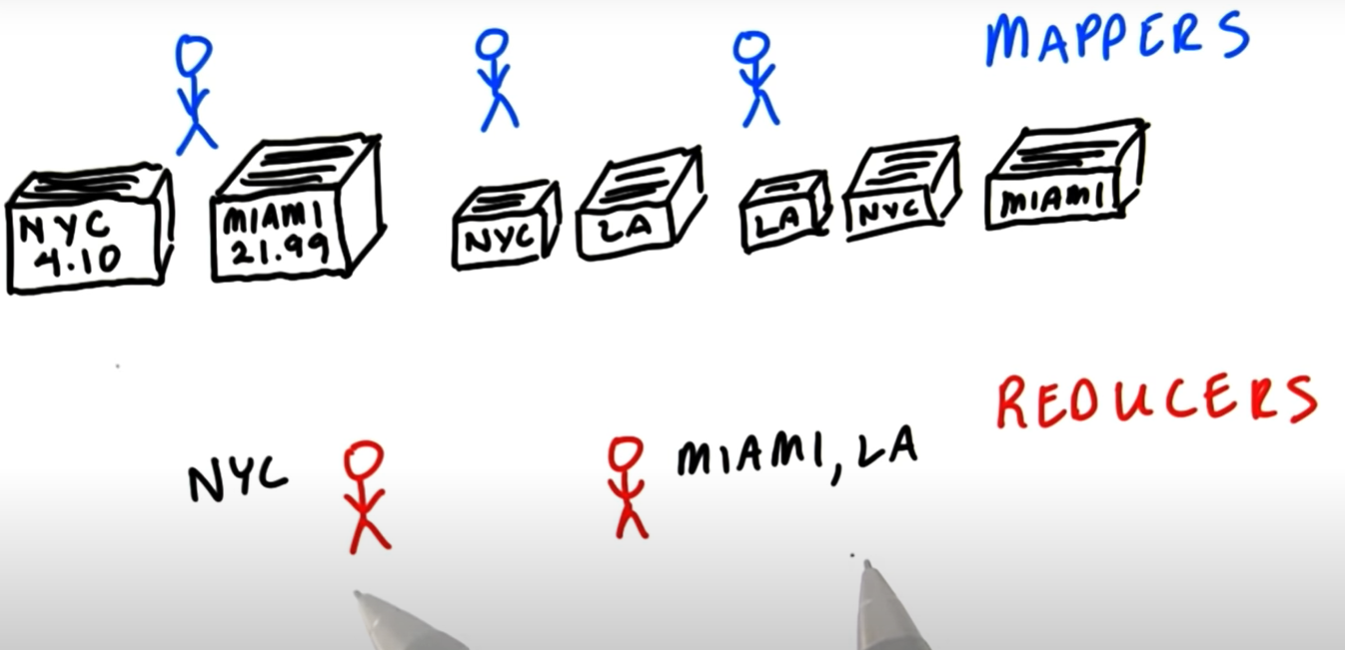 MAPPERS
NYC
4.10
MIAMI
21.99
NYC
LA
LA
NYC
MIAMI
REDUCERS
NYC
MIAMI, LA